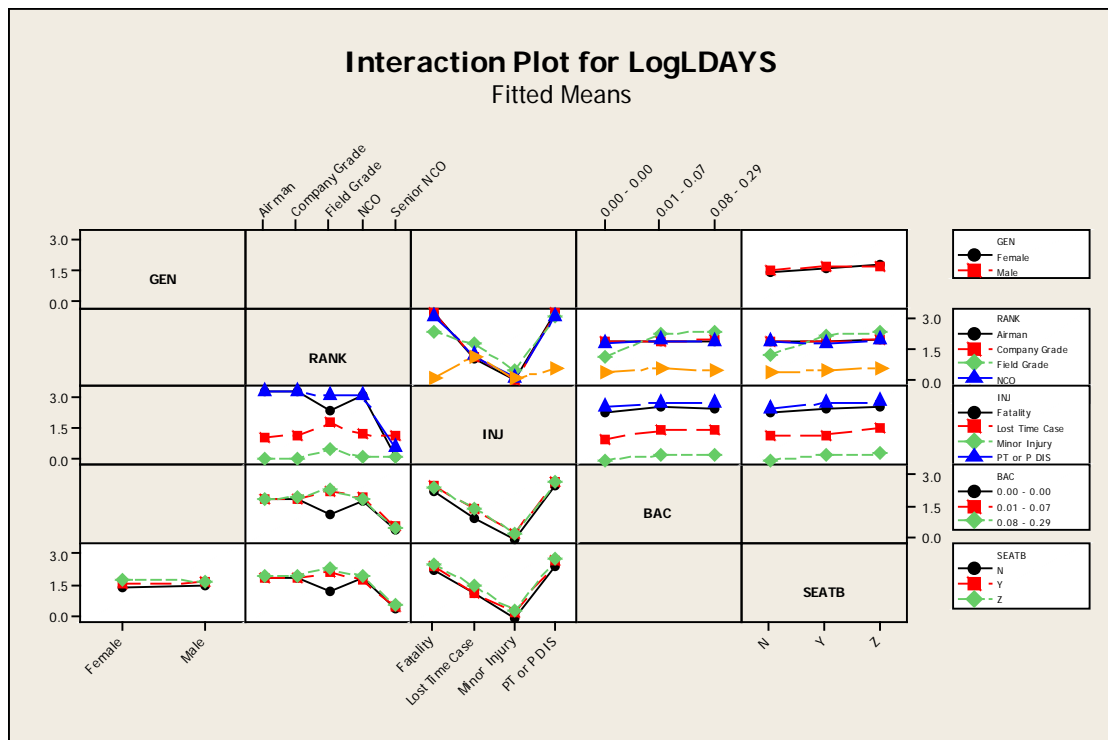 Interaction Plot for LogLDAYS
Fitted Means
Airman
Company Grade
Field Grade
NCO
Senior NCO
0.00 - 0.00
0.01 - 0.07
0.08 - 0.29
3.0
1.5
0.0
GEN
GEN
Female
Male
RANK
3.0
1.5
0.0
RANK
Airman
Company Grade
Field Grade
NCO
3.0
1.5
0.0
INJ
INJ
Fatality
Lost Time Case
Minor Injury
PT or P DIS
BAC
3.0
1.5
0.0
BAC
0.00 - 0.00
0.01 - 0.07
0.08 - 0.29
3.0
1.5
0.0
SEATB
SEATB
N
Y
Z
Female
Male
Fatality
Lost Time Case
Minor Injury
PT or P DIS
N
Y
Z